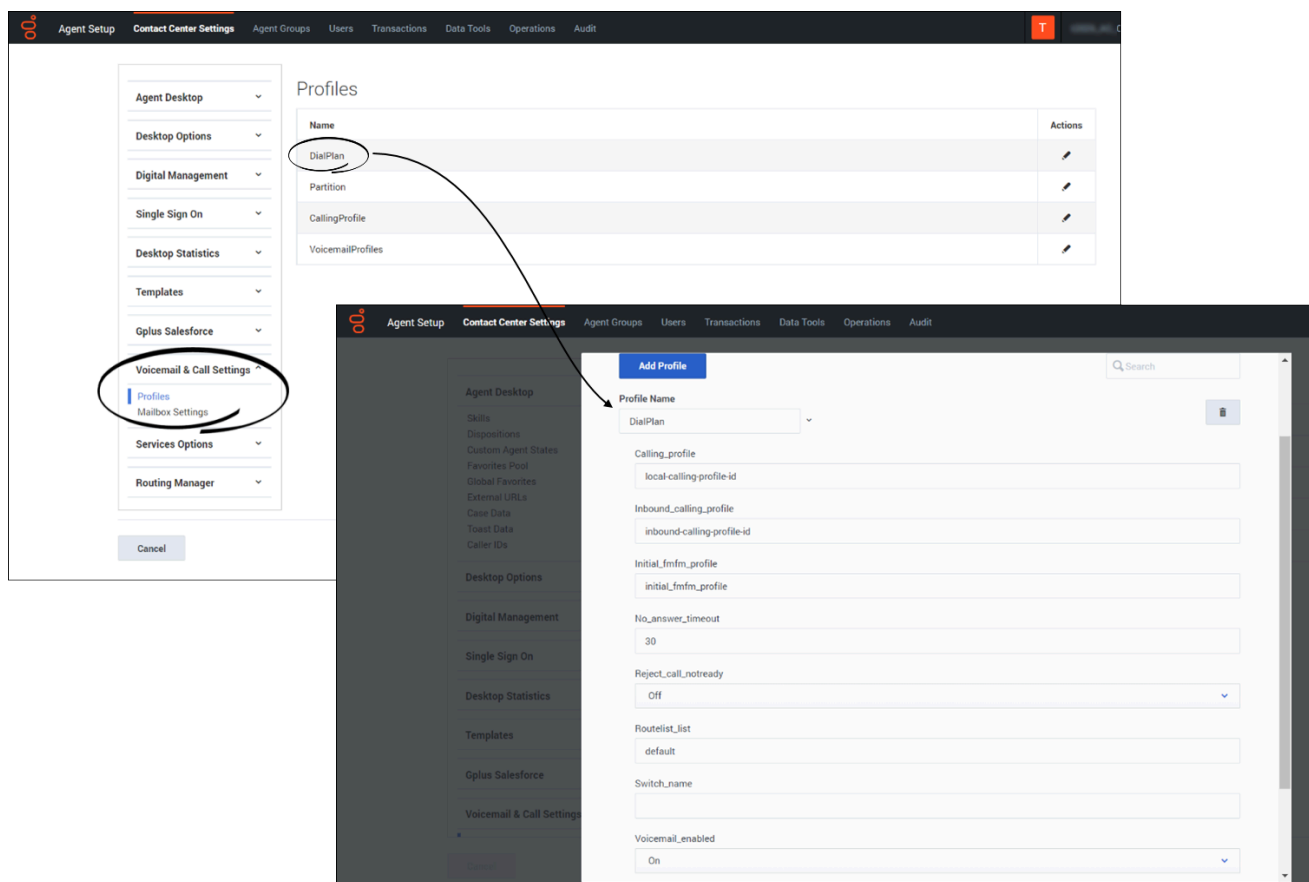 Agent Setup Contact Center Settings Agent Groups Users Transactions Data Tools Operations Audit T
Agent Desktop
Desktop Options
Digital Management
Single Sign On
Desktop Statistics
Templates
Gplus Salesforce
Voicemail & Call Settings
Profiles
Mailbox Settings
Services Options
Routing Manager
Cancel
Profiles
Name Actions
DialPlan
Partition
CallingProfile
VoicemailProfiles
Agent Setup Contact Center Settings Agent Groups Users Transactions Data Tools Operations Audit
Agent Desktop
Skills
Dispositions
Custom Agent States
Favorites Pool
Global Favorites
External URLs
Case Data
Toast Data
Caller IDs
Desktop Options
Digital Management
Single Sign On
Desktop Statistics
Templates
Gplus Salesforce
Voicemail & Call Settings
Cancel
Add Profile Search
Profile Name
DialPlan
Calling_profile
local-calling-profile-id
Inbound_calling_profile
inbound-calling-profile-id
Initial_fmfm_profile
initial_fmfm_profile
No_answer_timeout
30
Reject_call_notready
Off
Routelist_list
default
Switch_name
Voicemail_enabled
On